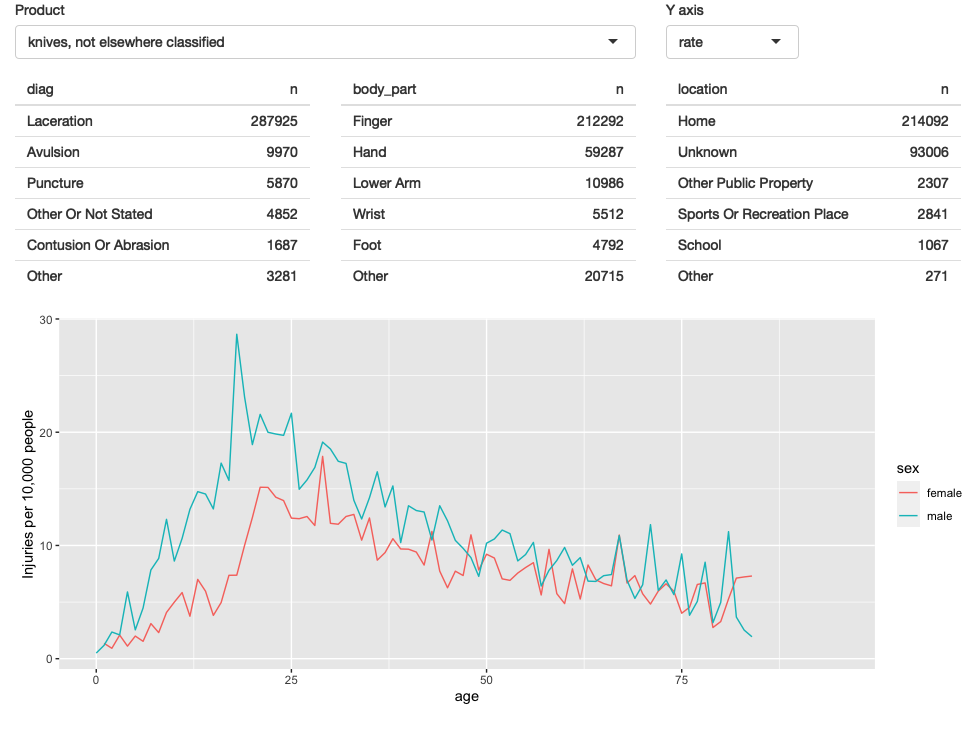 Product Y axis
knives, not elsewhere classified rate
diag n body_part n location n
Laceration 287925 Finger 212292 Home 214092
Avulsion 9970 Hand 59287 Unknown 93006
Puncture 5870 Lower Arm 10986 Other Public Property 2307
Other Or Not Stated 4852 Wrist 5512 Sports Or Recreation Place 2841
Contusion Or Abrasion 1687 Foot 4792 School 1067
Other 3281 Other 20715 Other 271
30
20
10
0
Injuries per 10,000 people
0 25 50 75
age
sex
female
male